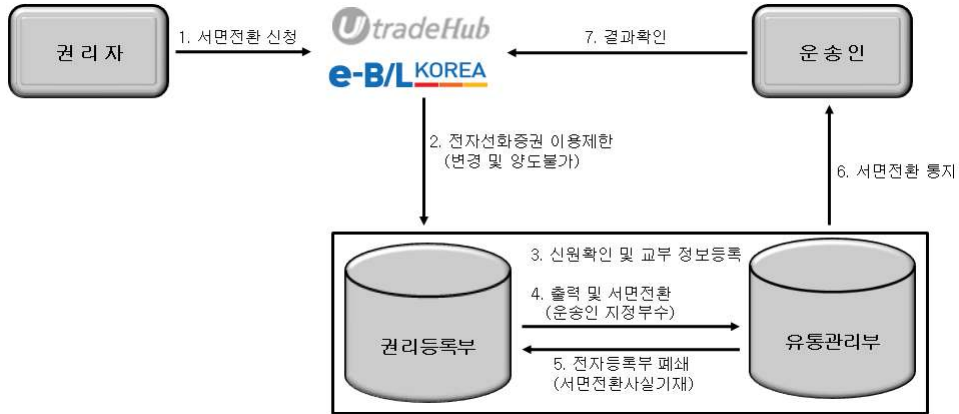 권 리 자
1. 서면전환 신청
UtradeHub
e-B/L KOREA
7. 결과확인
운 송 인
2. 전자선화증권 이용제한
(변경 및 양도불가)
6. 서면전환 통지
권리등록부
3. 신원확인 및 교부 정보등록
4. 출력 및 서면전환
(운송인 지정부수)
5. 전자등록부 폐쇄
(서면전환사실기재)
유통관리부